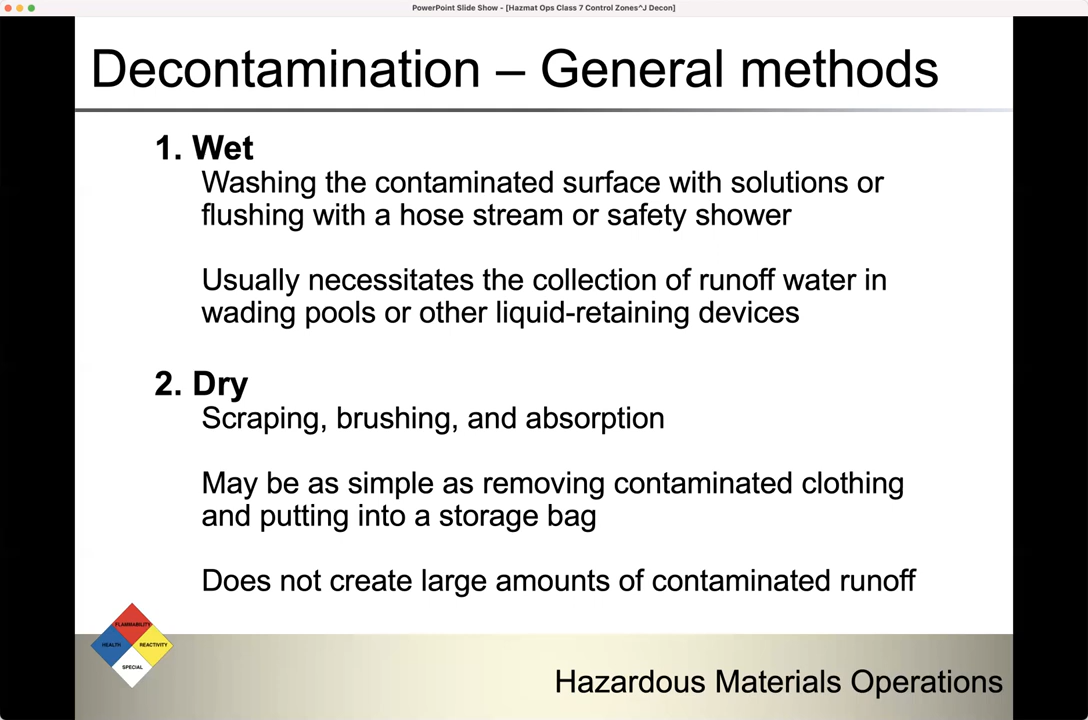 PowerPoint Slide Show - [Hazmat Ops Class 7 Control Zones^J Decon]
Decontamination – General methods
1. Wet
Washing the contaminated surface with solutions or
flushing with a hose stream or safety shower
Usually necessitates the collection of runoff water in
wading pools or other liquid-retaining devices
2. Dry
Scraping, brushing, and absorption
May be as simple as removing contaminated clothing
and putting into a storage bag
Does not create large amounts of contaminated runoff
FLAMMABILITY
HEALTH
REACTIVITY
SPECIAL
Hazardous Materials Operations